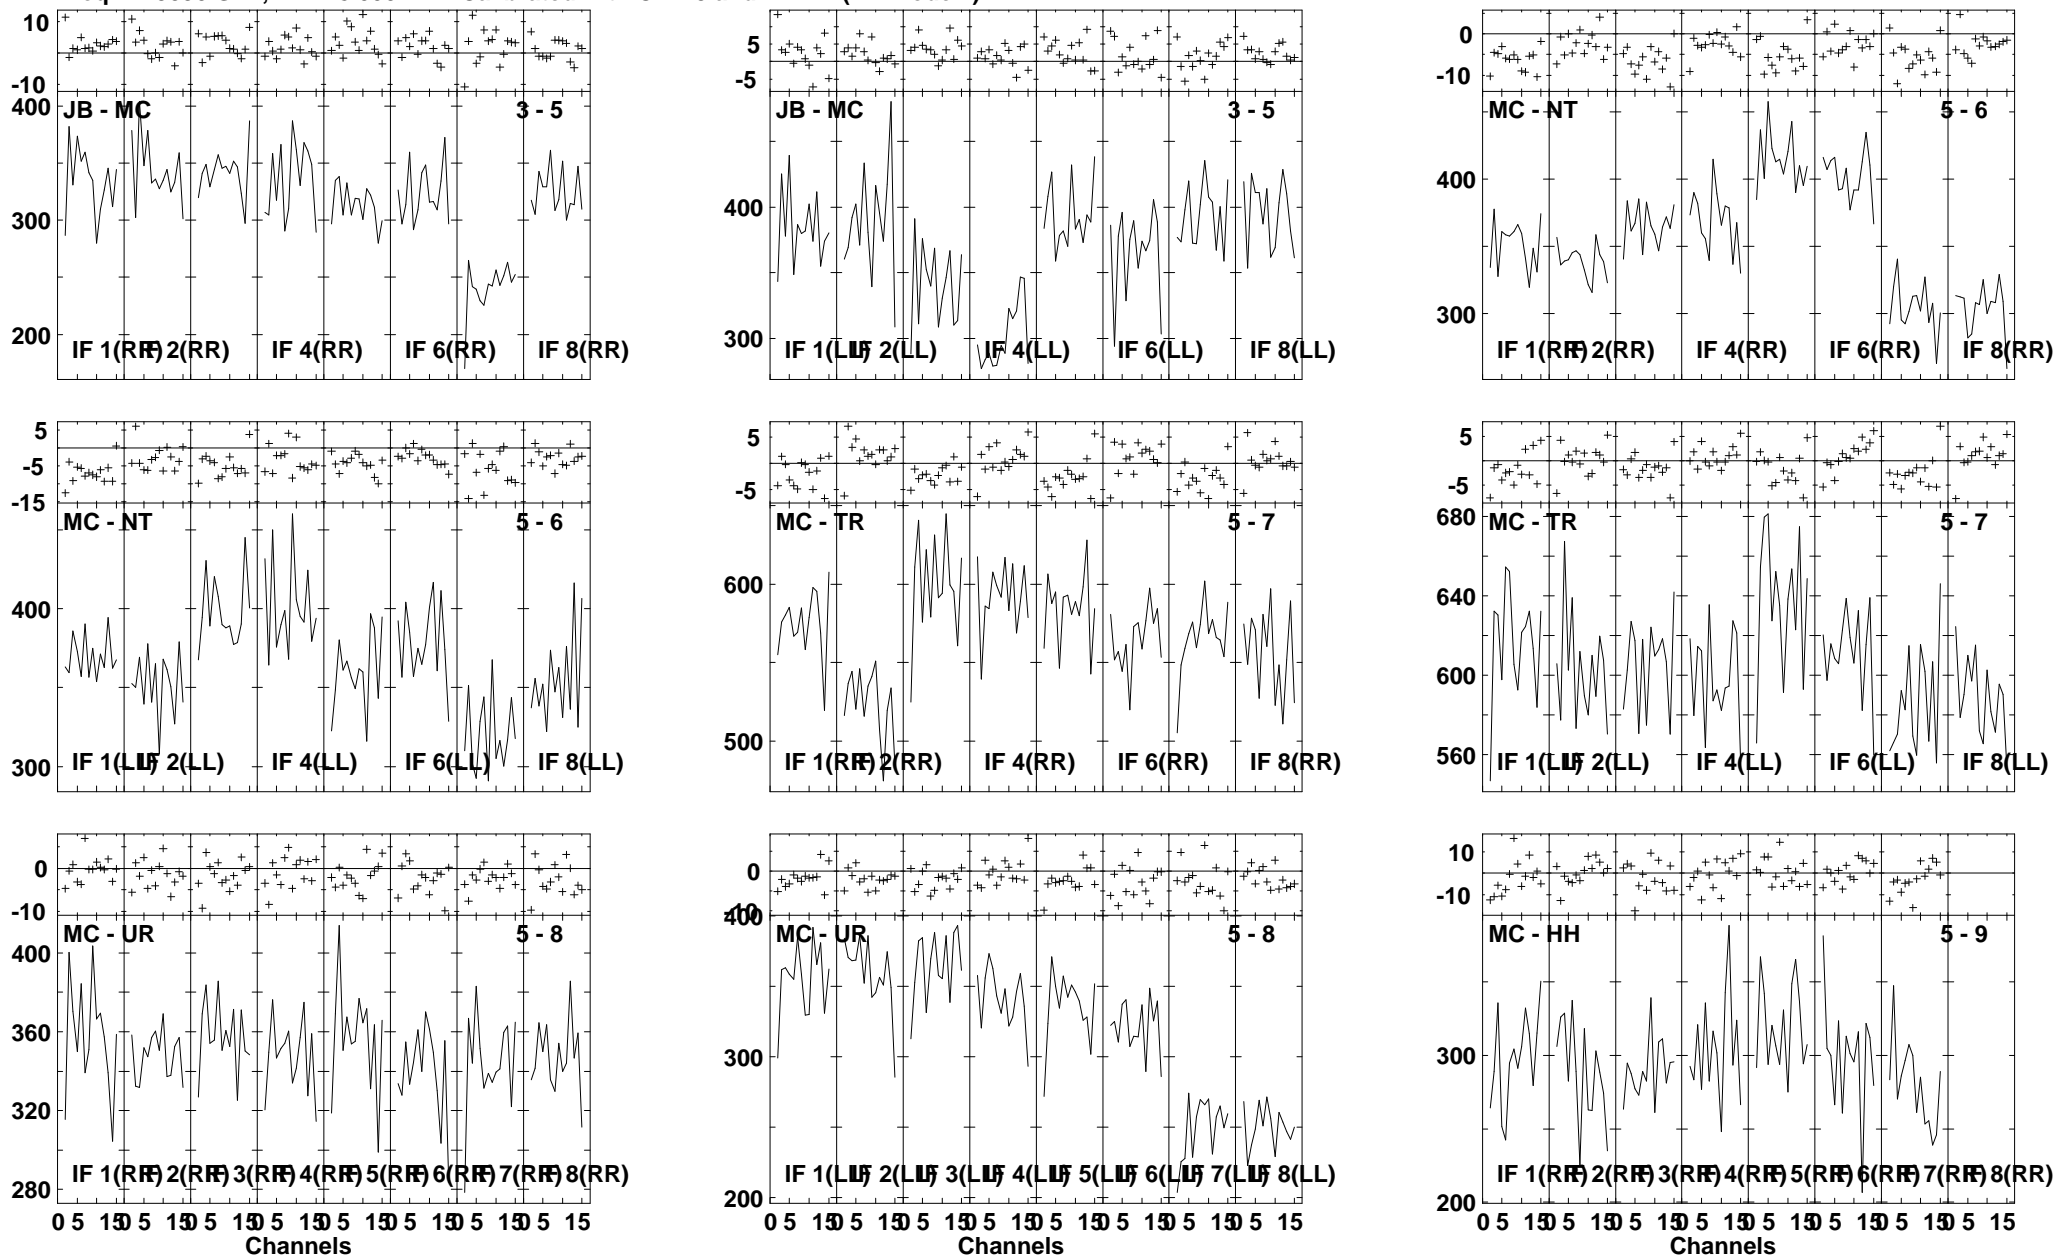 10
-10
JB - MC 3 - 5
400
300
200
IF 1(RR) IF 2(RR) IF 4(RR) IF 6(RR) IF 8(RR)
5
-5
JB - MC 3 - 5
400
300
IF 1(LL) IF 2(LL) IF 4(LL) IF 6(LL) IF 8(LL)
0
-10
MC - NT 5 - 6
400
300
IF 1(RR) IF 2(RR) IF 4(RR) IF 6(RR) IF 8(RR)
5
-5
-15
MC - NT 5 - 6
400
300
IF 1(LL) IF 2(LL) IF 4(LL) IF 6(LL) IF 8(LL)
5
-5
MC - TR 5 - 7
600
500
IF 1(RR) IF 2(RR) IF 4(RR) IF 6(RR) IF 8(RR)
5
-5
MC - TR 5 - 7
680
640
600
560
IF 1(LL) IF 2(LL) IF 4(LL) IF 6(LL) IF 8(LL)
0
-10
MC - UR 5 - 8
400
360
320
280
IF 1(RR) IF 2(RR) IF 3(RR) IF 4(RR) IF 5(RR) IF 6(RR) IF 7(RR) IF 8(RR)
0 5 15 0 5 15 0 5 15 0 5 15 0 5 15 0 5 15 0 5 15 0 5 15
Channels
0
-10
400
MC - UR 5 - 8
300
200
IF 1(LL) IF 2(LL) IF 3(LL) IF 4(LL) IF 5(LL) IF 6(LL) IF 7(LL) IF 8(LL)
0 5 15 0 5 15 0 5 15 0 5 15 0 5 15 0 5 15 0 5 15 0 5 15
Channels
10
0
-10
MC - HH 5 - 9
300
200
IF 1(RR) IF 2(RR) IF 3(RR) IF 4(RR) IF 5(RR) IF 6(RR) IF 7(RR) IF 8(RR)
0 5 15 0 5 15 0 5 15 0 5 15 0 5 15 0 5 15 0 5 15 0 5 15
Channels